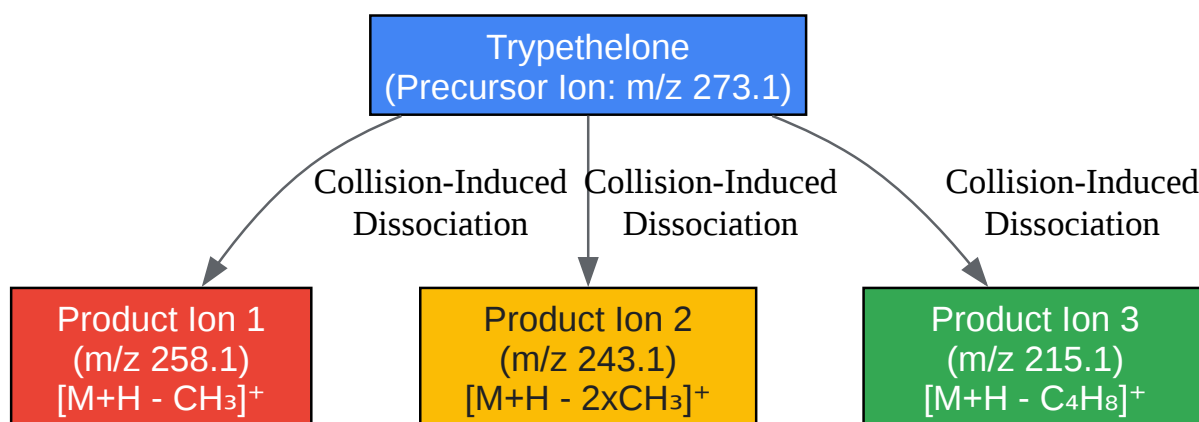 Trypethelone
(Precursor Ion: m/z 273.1)
Collision-Induced
Dissociation
Collision-Induced
Dissociation
Collision-Induced
Dissociation
Product Ion 1
(m/z 258.1)
[M+H - CH₃]⁺
Product Ion 2
(m/z 243.1)
[M+H - 2xCH₃]⁺
Product Ion 3
(m/z 215.1)
[M+H - C₄H₈]⁺